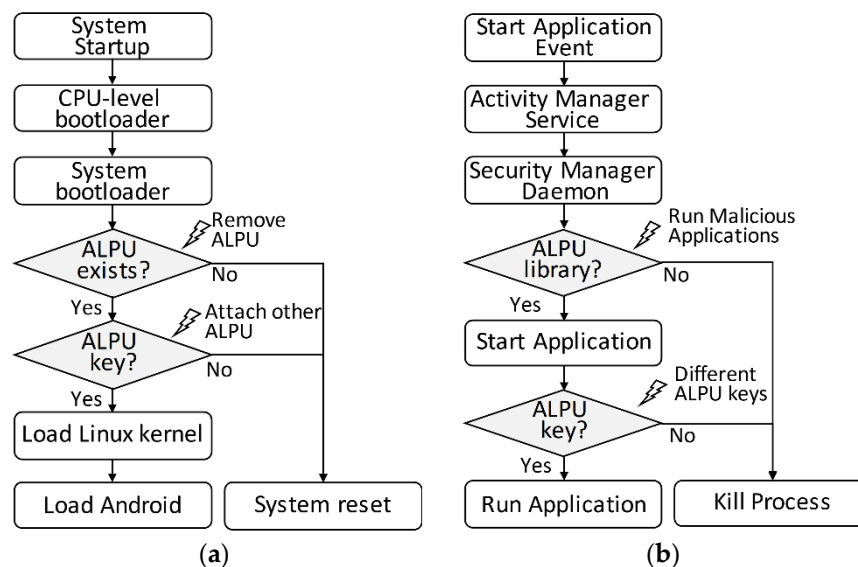 System
Startup
CPU-level
bootloader
System
bootloader
Remove
ALPU
ALPU
exists?
No
Yes
Attach other
ALPU
ALPU
key?
No
Yes
Load Linux kernel
Load Android
System reset
(a)
Start Application
Event
Activity Manager
Service
Security Manager
Daemon
Run Malicious
Applications
ALPU
library?
No
Yes
Start Application
Different
ALPU keys
ALPU
key?
No
Yes
Run Application
Kill Process
(b)